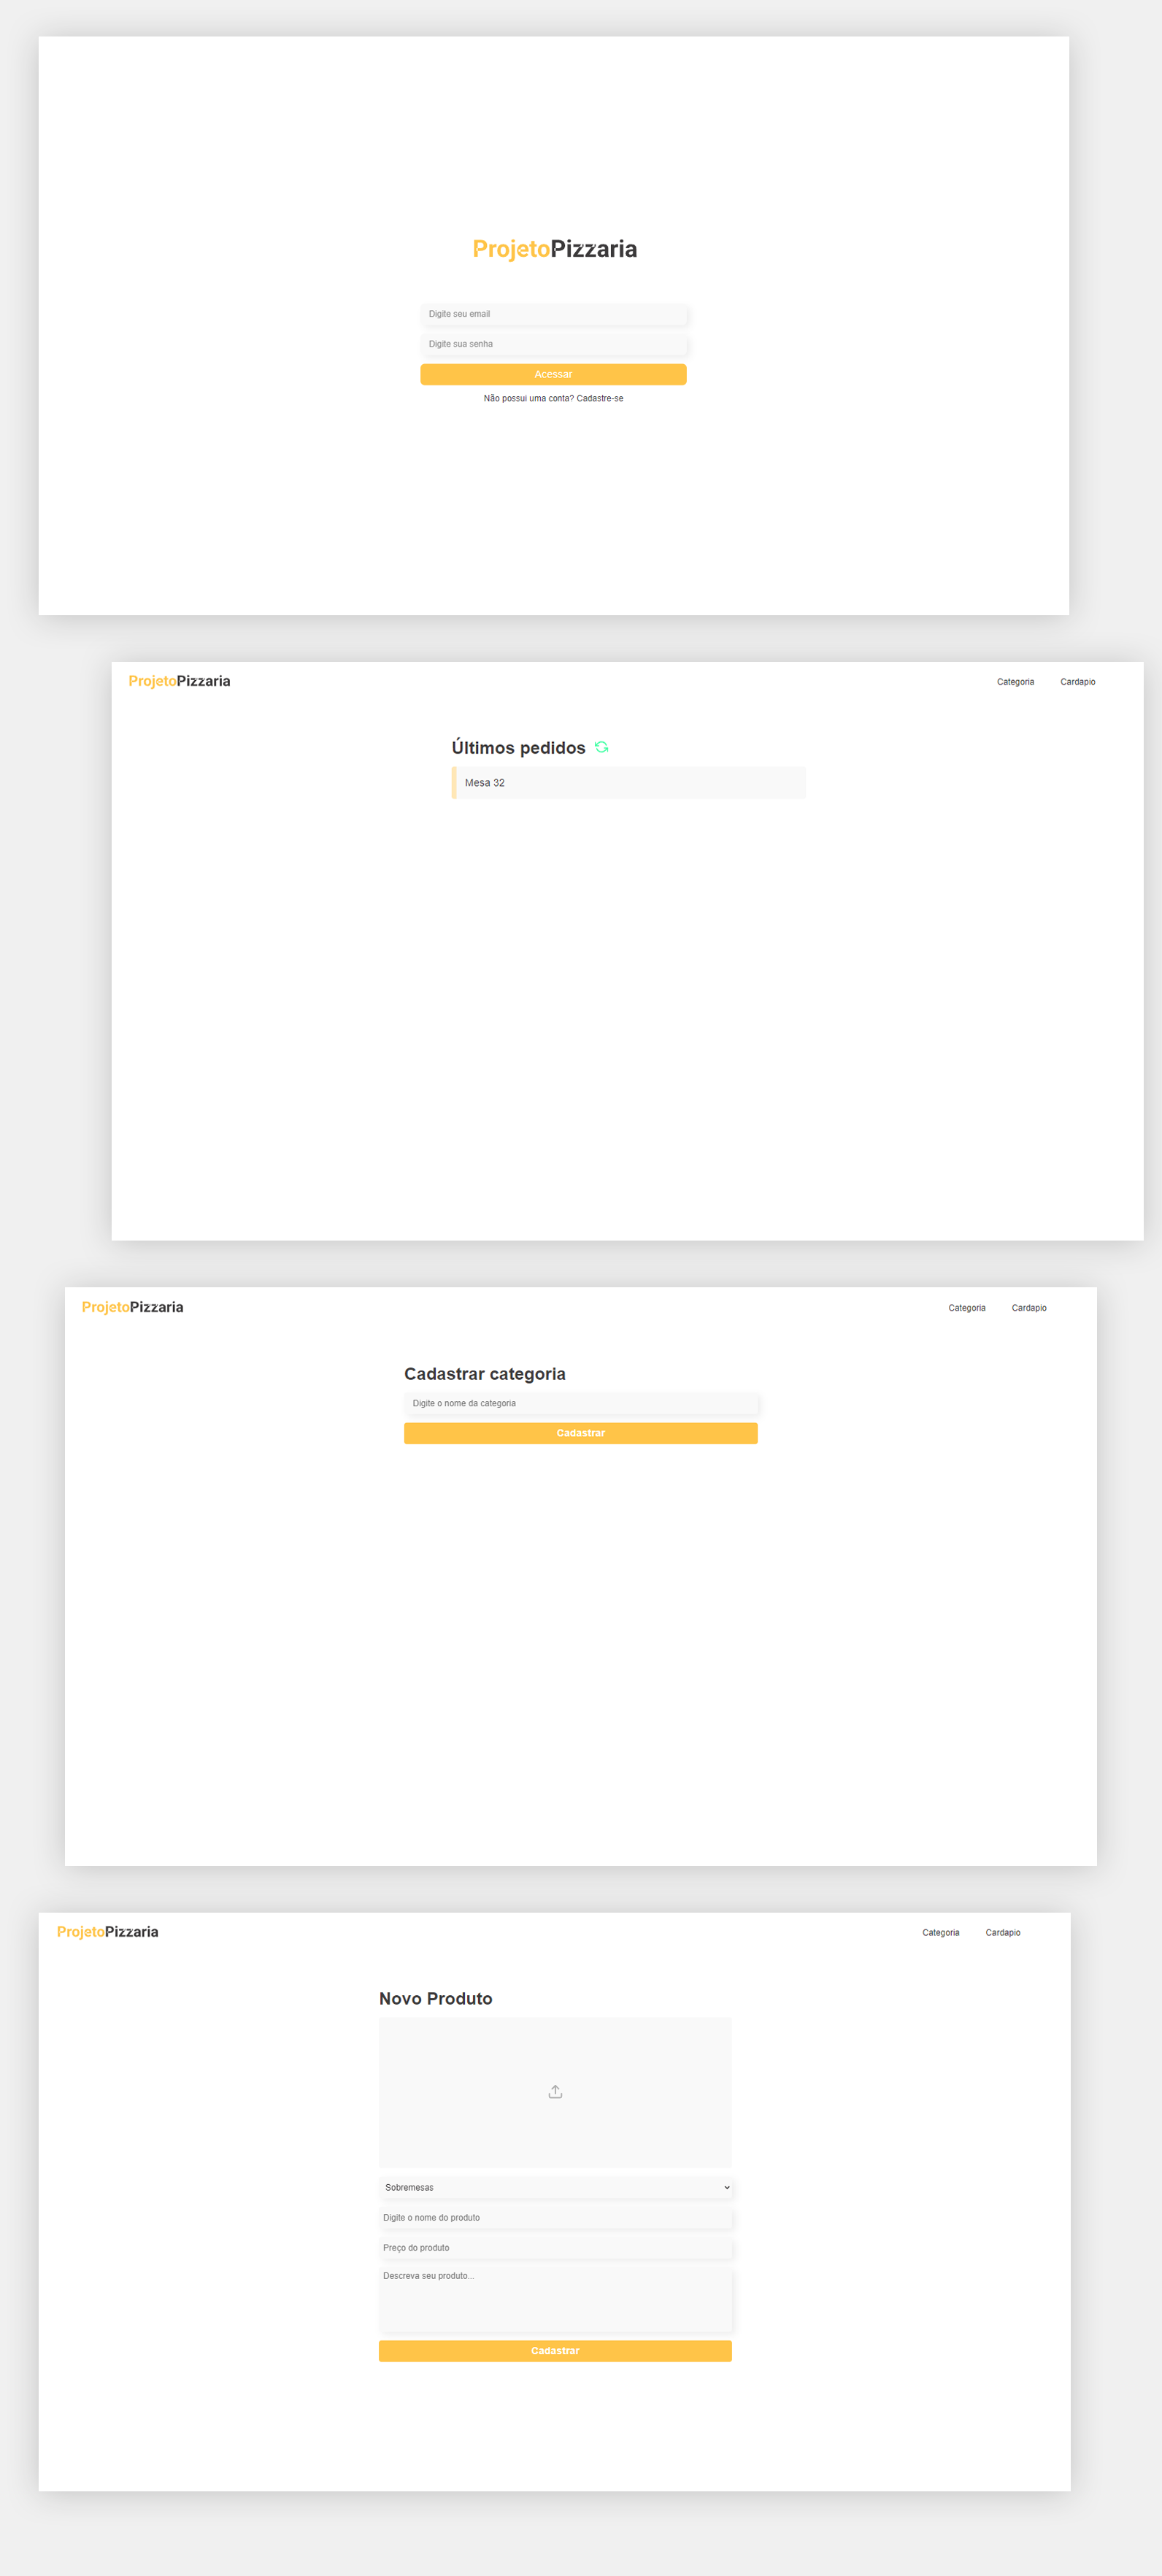 ProjetoPizzaria
Digite seu email
Digite sua senha
Acessar
Não possui uma conta? Cadastre-se
ProjetoPizzaria
Categoria Cardapio
Últimos pedidos
Mesa 32
ProjetoPizzaria
Categoria Cardapio
Cadastrar categoria
Digite o nome da categoria
Cadastrar
ProjetoPizzaria
Categoria Cardapio
Novo Produto
Sobremesas
Digite o nome do produto
Preço do produto
Descreva seu produto...
Cadastrar